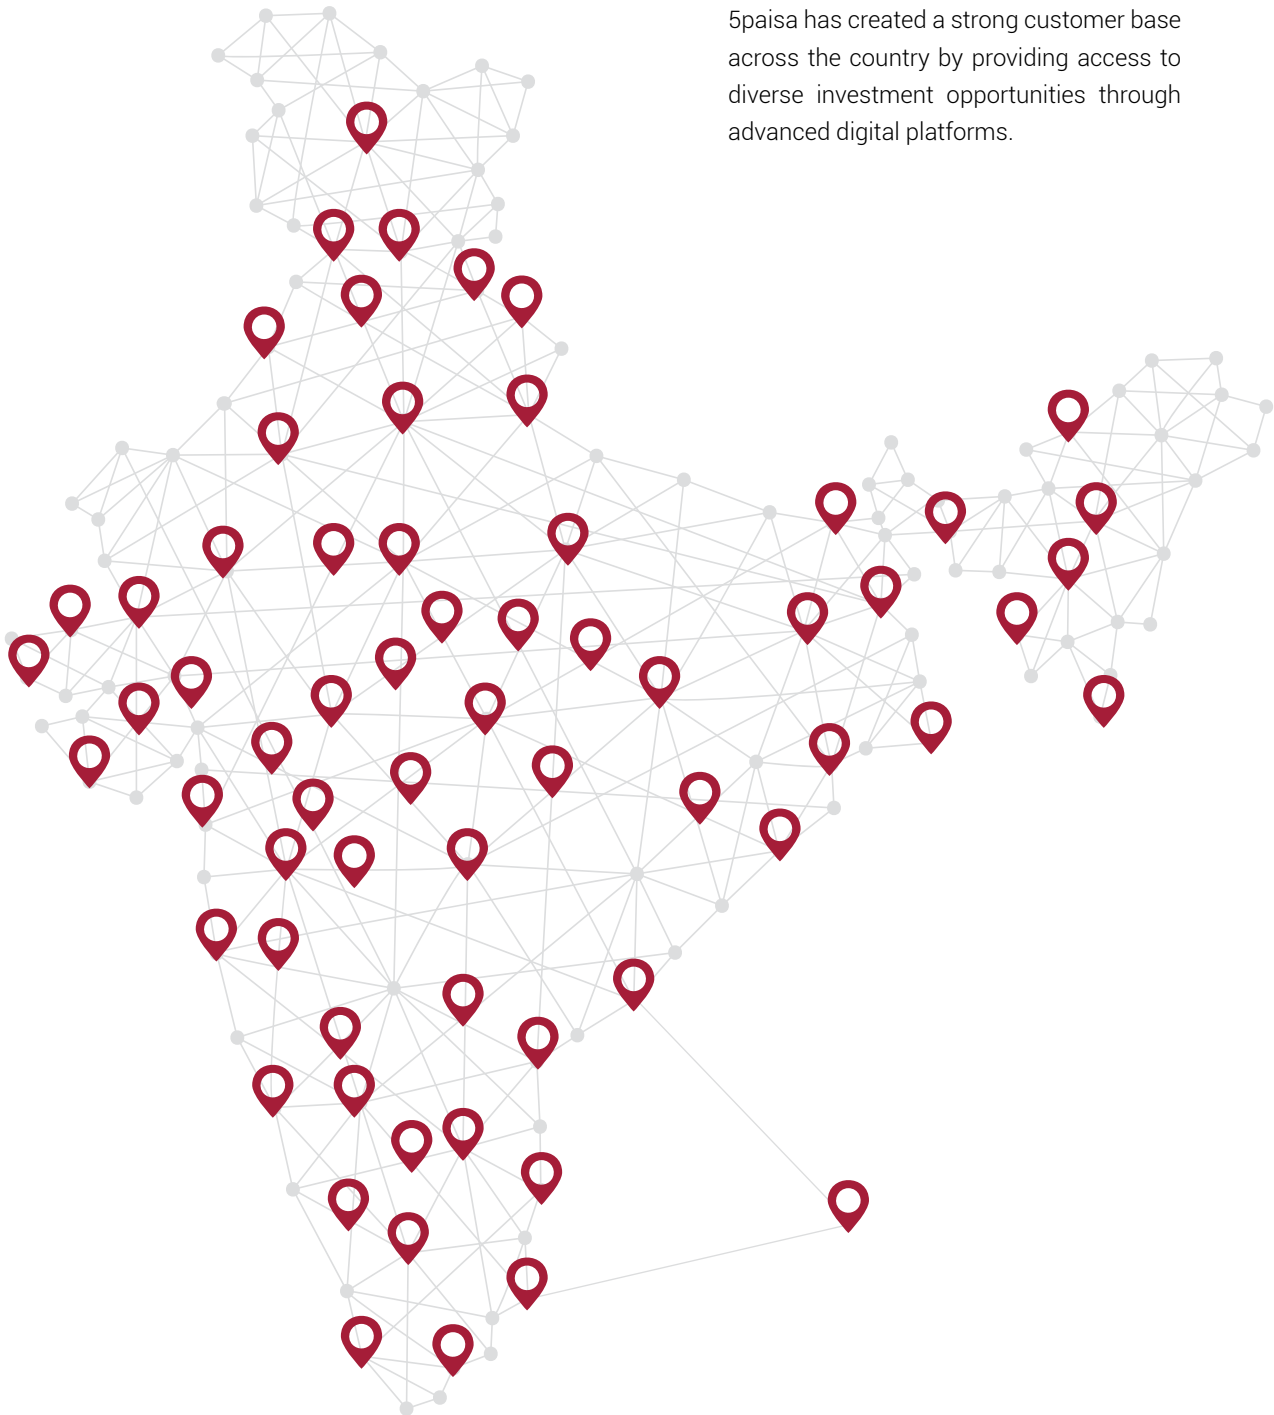 5paisa has created a strong customer base
across the country by providing access to
diverse investment opportunities through
advanced digital platforms.